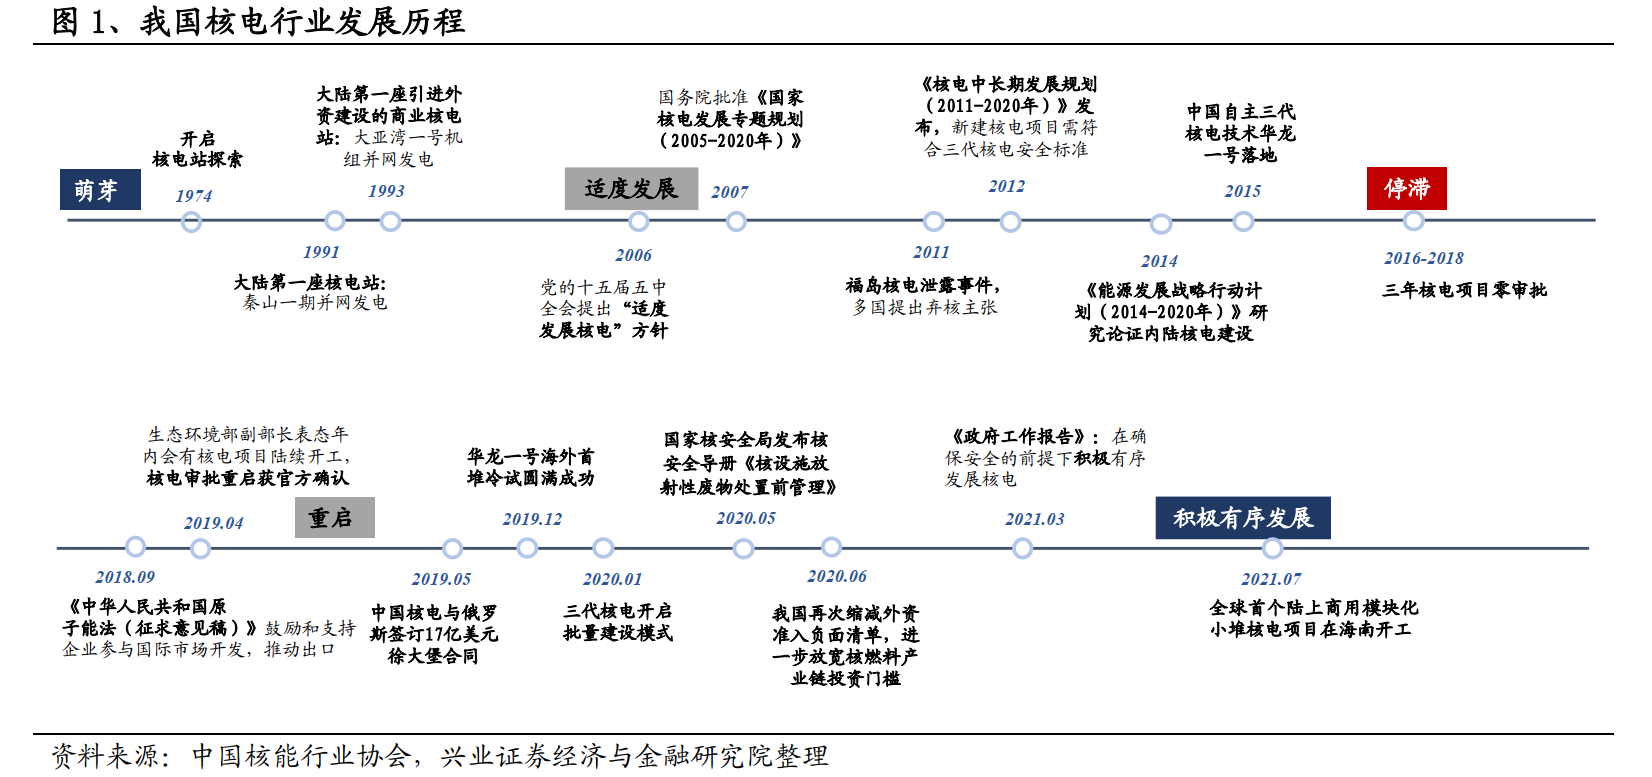 图 1、我国核电行业发展历程
萌芽
开启
核电站探索
1974
1991
大陆第一座核电站：
秦山一期并网发电
大陆第一座引进外
资建设的商业核电
站：大亚湾一号机
组并网发电
1993
适度发展
2006
党的十五届五中
全会提出“适度
发展核电”方针
国务院批准《国家
核电发展专题规划
（2005-2020年）》
2007
2011
福岛核电泄露事件，
多国提出弃核主张
《核电中长期发展规划
（2011-2020年）》发
布，新建核电项目需符
合三代核电安全标准
2012
2014
《能源发展战略行动计
划（2014-2020年）》研
究论证内陆核电建设
中国自主三代
核电技术华龙
一号落地
2015
停滞
2016-2018
三年核电项目零审批
2018.09
《中华人民共和国原
子能法（征求意见稿）》鼓励和支持
企业参与国际市场开发，推动出口
生态环境部副部长表态年
内会有核电项目陆续开工，
核电审批重启获官方确认
2019.04
重启
2019.05
中国核电与俄罗
斯签订17亿美元
徐大堡合同
华龙一号海外首
堆冷试圆满成功
2019.12
2020.01
三代核电开启
批量建设模式
国家核安全局发布核
安全导册《核设施放
射性废物处置前管理》
2020.05
2020.06
我国再次缩减外资
准入负面清单，进
一步放宽核燃料产
业链投资门槛
《政府工作报告》：在确
保安全的前提下积极有序
发展核电
2021.03
积极有序发展
2021.07
全球首个陆上商用模块化
小堆核电项目在海南开工
资料来源：中国核能行业协会，兴业证券经济与金融研究院整理